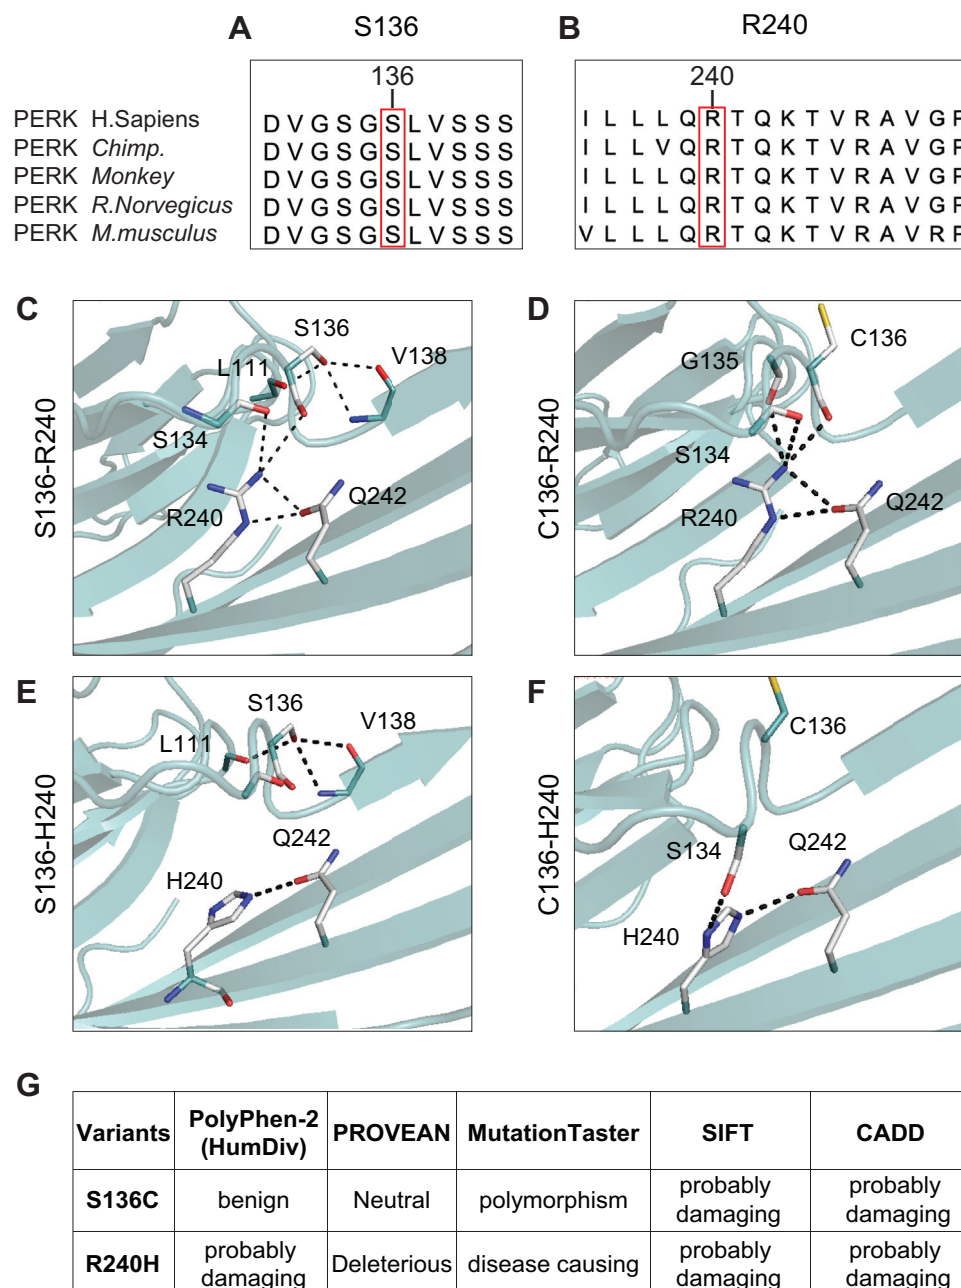 A S136
B R240
136
240
PERK H.Sapiens D V G S G S L V S S S I L L L Q R T Q K T V R A V G P
PERK Chimp. D V G S G S L V S S S I L L V Q R T Q K T V R A V G P
PERK Monkey D V G S G S L V S S S I L L L Q R T Q K T V R A V G P
PERK R.Norvegicus D V G S G S L V S S S I L L L Q R T Q K T V R A V G P
PERK M.musculus D V G S G S L V S S S V L L L Q R T Q K T V R A V R P
C
S136-R240
S136
L111
V138
S134
R240
Q242
D
C136-R240
C136
G135
S134
R240
Q242
E
S136-H240
S136
L111
V138
Q242
H240
F
C136-H240
C136
S134
Q242
H240
G
Variants PolyPhen-2 (HumDiv) PROVEAN MutationTaster SIFT CADD
S136C benign Neutral polymorphism probably damaging probably damaging
R240H probably damaging Deleterious disease causing probably damaging probably damaging